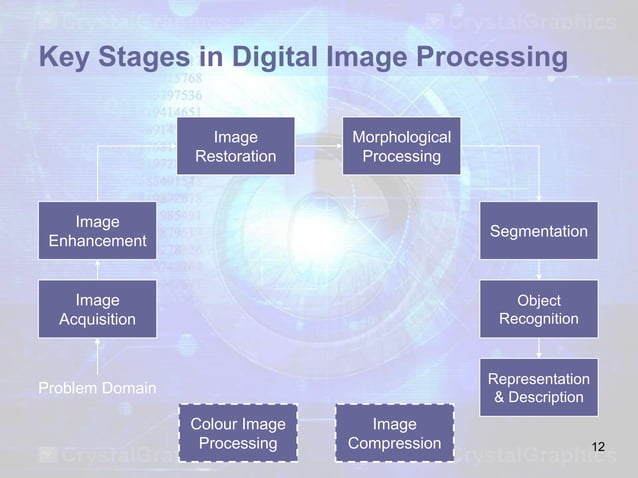 CrystalGraphics
CrystalGraphics
Key Stages in Digital Image Processing
Image
Restoration
Morphological
Processing
Image
Enhancement
Segmentation
Image
Acquisition
Object
Recognition
Problem Domain
Representation
& Description
Colour Image
Processing
Image
Compression
12
CrystalGraphics
CrystalGraphics